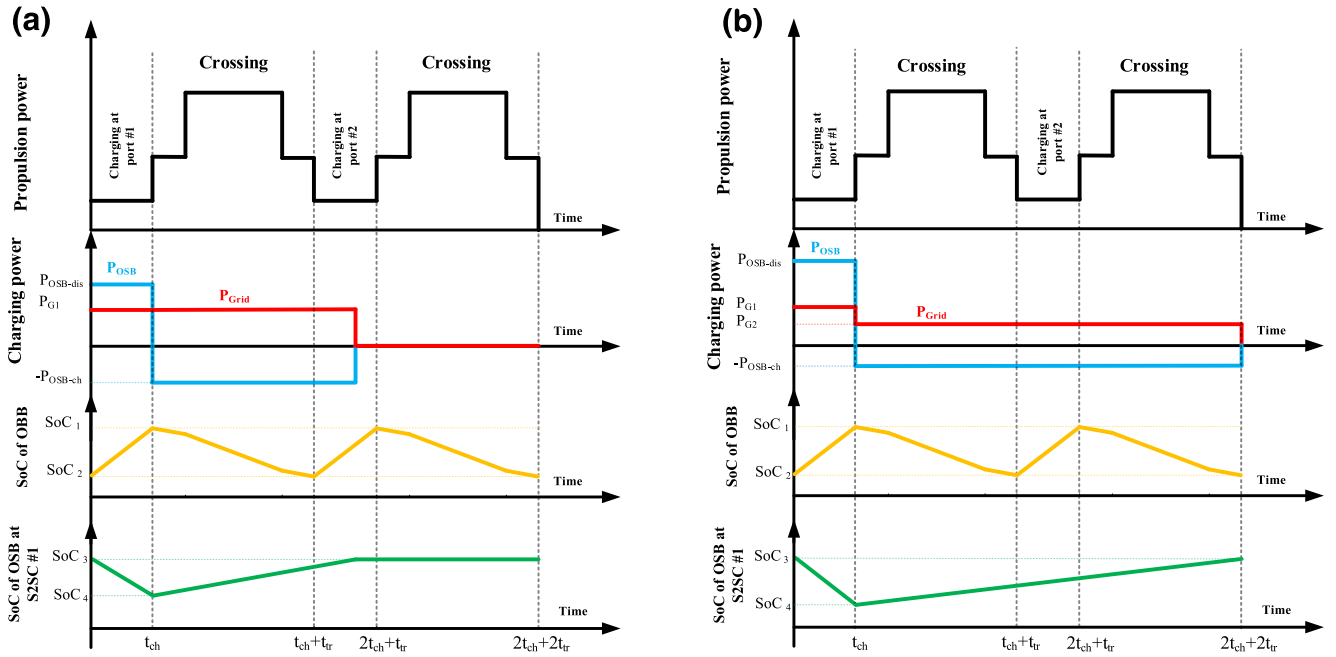 (a)
Propulsion power
Charging at
port #1
Crossing
Charging at
port #2
Crossing
Time
Charging power
P_OSB-dis
P_G1
-P_OSB-ch
P_OSB
P_Grid
Time
SoC of OBB
SoC 1
SoC 2
Time
SoC of OSB at
S2SC #1
SoC 3
SoC 4
Time
t_ch
t_ch+t_tr
2t_ch+t_tr
2t_ch+2t_tr
(b)
Propulsion power
Charging at
port #1
Crossing
Charging at
port #2
Crossing
Time
Charging power
P_OSB-dis
P_G1
P_G2
-P_OSB-ch
P_OSB
P_Grid
Time
SoC of OBB
SoC 1
SoC 2
Time
SoC of OSB at
S2SC #1
SoC 3
SoC 4
Time
t_ch
t_ch+t_tr
2t_ch+t_tr
2t_ch+2t_tr